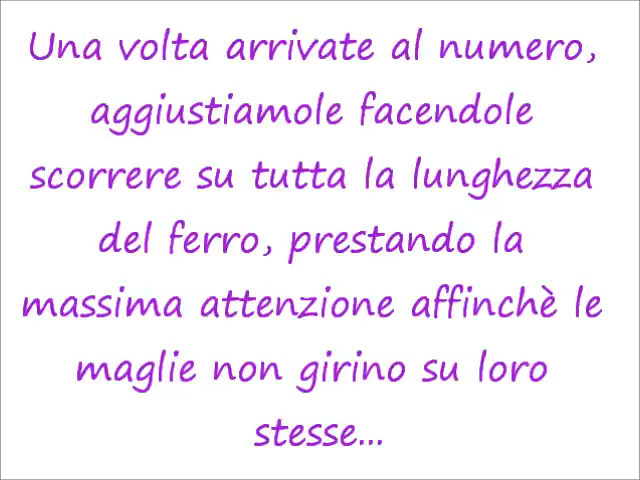 Una volta arrivate al numero,
aggiustiamole facendole
scorrere su tutta la lunghezza
del ferro, prestando la
massima attenzione affinchè le
maglie non girino su loro
stesse...